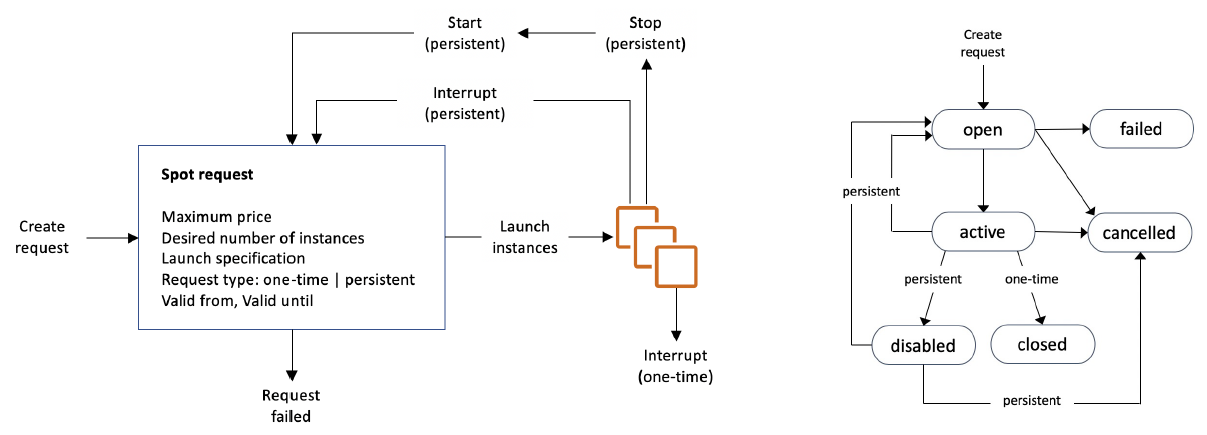 Start
(persistent)
Stop
(persistent)
Interrupt
(persistent)
Spot request
Maximum price
Desired number of instances
Launch specification
Request type: one-time | persistent
Valid from, Valid until
Create
request
Launch
instances
Interrupt
(one-time)
Request
failed
Create
request
open
failed
persistent
active
cancelled
persistent
one-time
disabled
closed
persistent